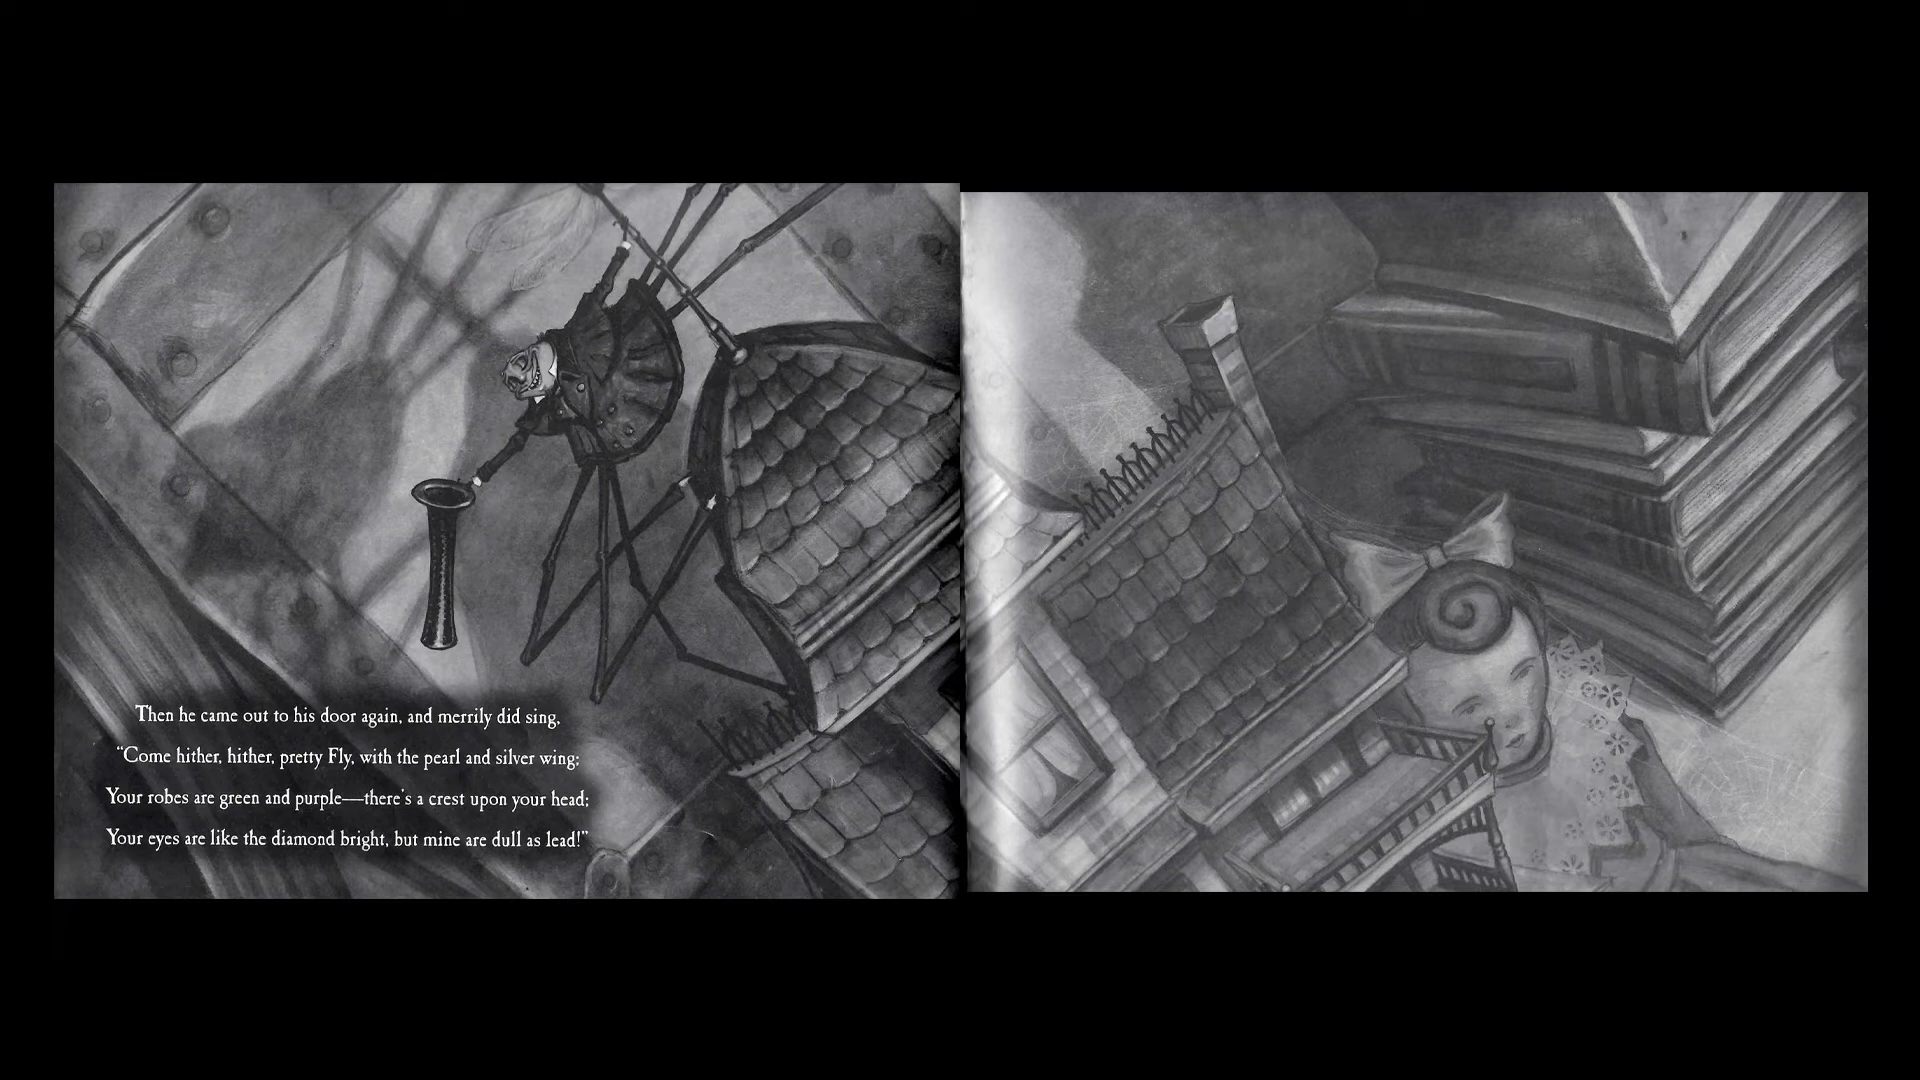 Then he came out to his door again, and merrily did sing,
“Come hither, hither, pretty Fly, with the pearl and silver wing;
Your robes are green and purple—there's a crest upon your head;
Your eyes are like the diamond bright, but mine are dull as lead!”